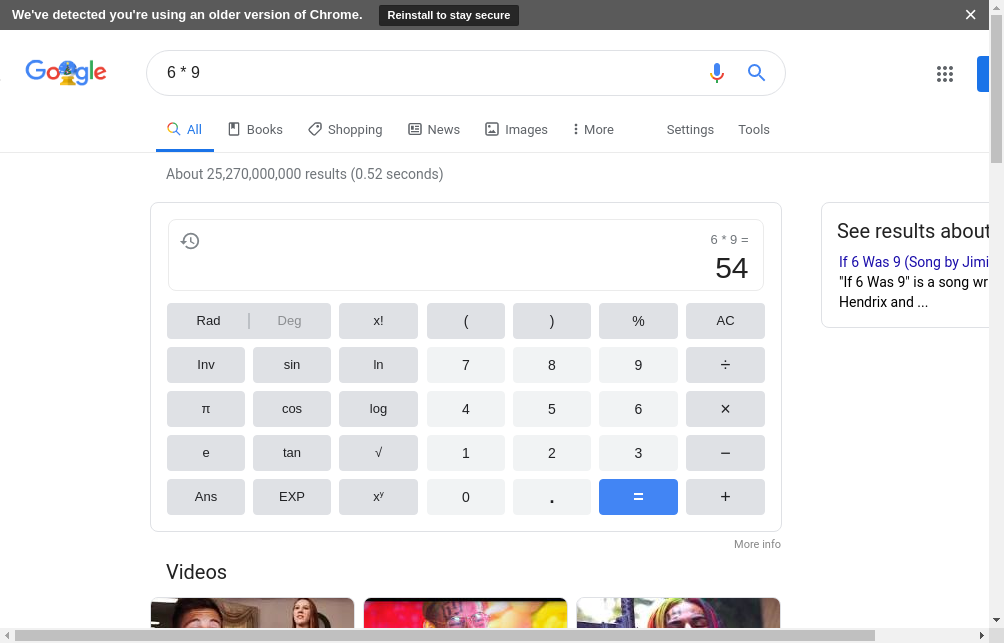 We've detected you're using an older version of Chrome. Reinstall to stay secure
Google
6 * 9
All Books Shopping News Images More Settings Tools
About 25,270,000,000 results (0.52 seconds)
6 * 9 =
54
Rad Deg x! ( ) % AC
Inv sin ln 7 8 9 ÷
π cos log 4 5 6 ×
e tan √ 1 2 3 −
Ans EXP xʸ 0 . = +
More info
See results about
If 6 Was 9 (Song by Jimi
"If 6 Was 9" is a song wr
Hendrix and ...
Videos